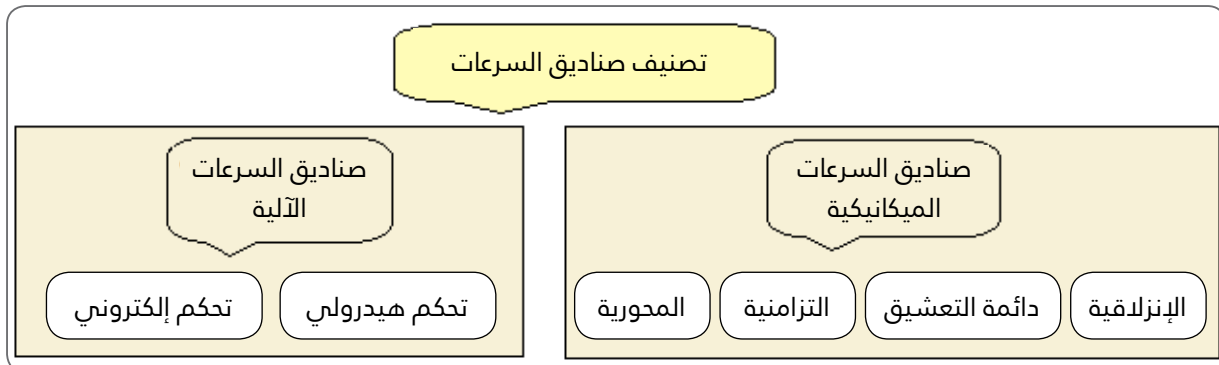 تصنيف صناديق السرعات
صناديق السرعات
الميكانيكية
الإنزلاقية
دائمة التعشيق
التزامنية
المحورية
صناديق السرعات
الآلية
تحكم هيدرولي
تحكم إلكتروني